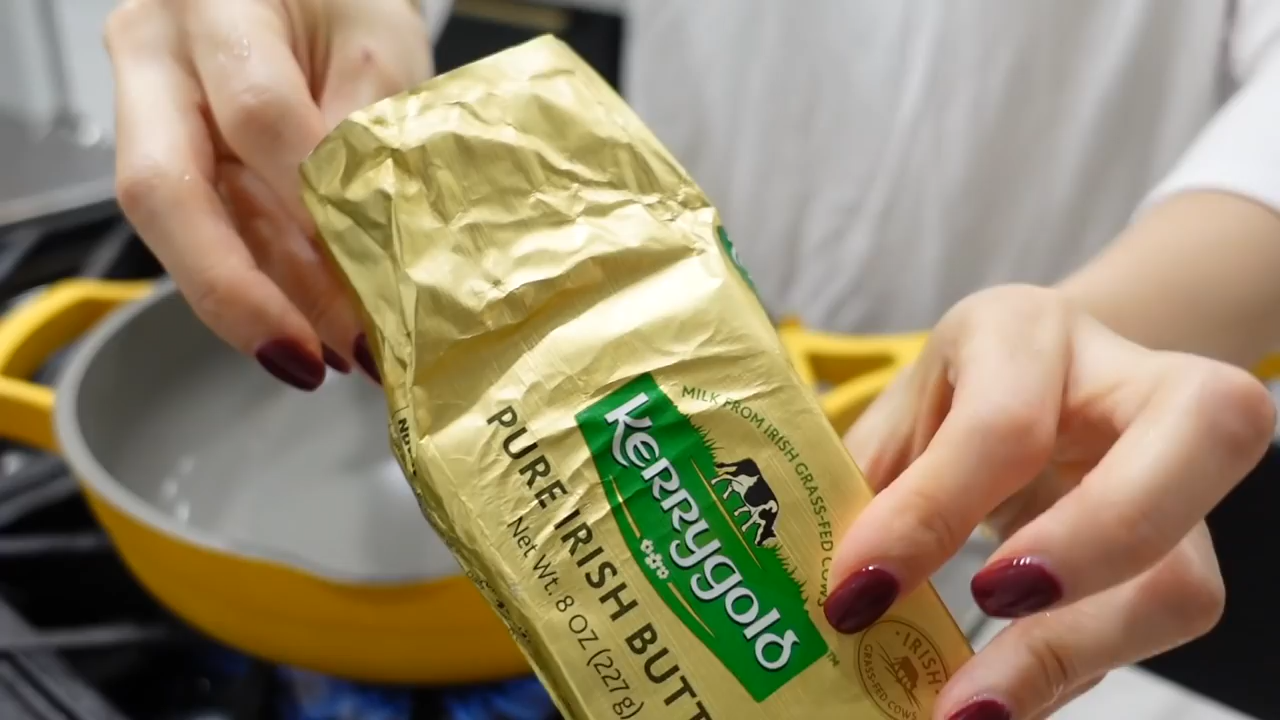 MILK FROM IRISH GRASS-FED COWS
Kerrygold
PURE IRISH BUTT
Net Wt. 8 OZ (227g)
· IRISH ·
GRASS-FED COWS